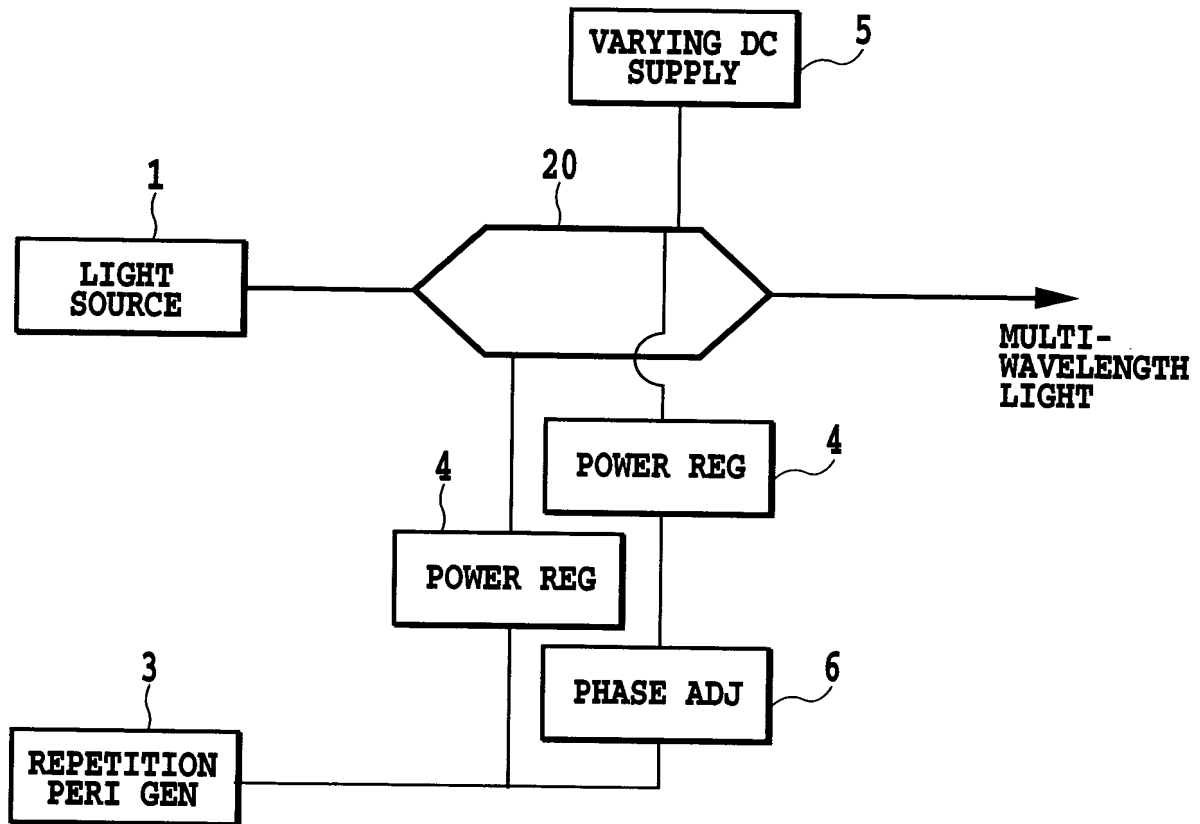 VARYING DC
SUPPLY
5
20
1
LIGHT
SOURCE
MULTI-
WAVELENGTH
LIGHT
POWER REG
4
4
POWER REG
PHASE ADJ
6
3
REPETITION
PERI GEN